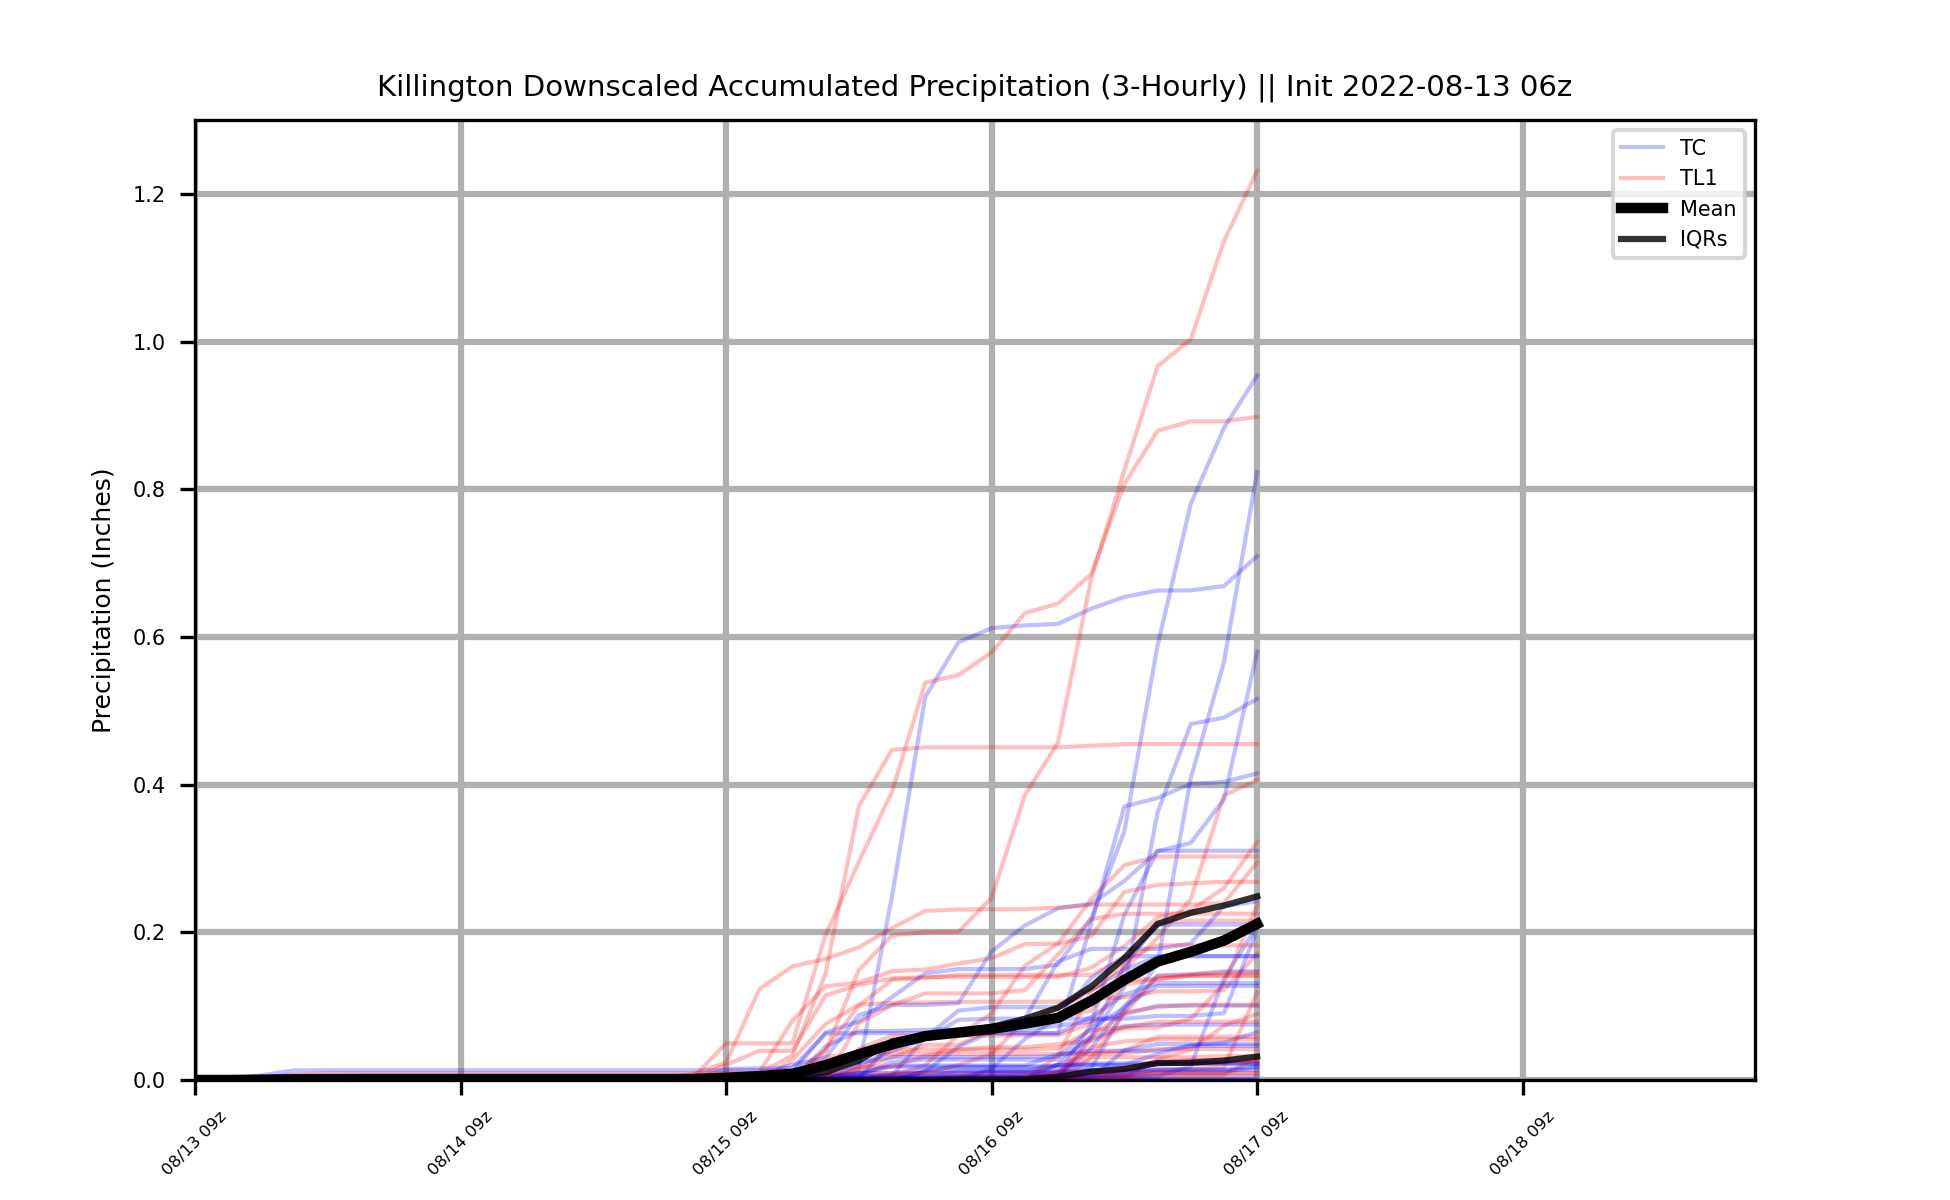 Killington Downscaled Accumulated Precipitation (3-Hourly) || Init 2022-08-13 06z
TC
TL1
Mean
IQRs
Precipitation (Inches)
1.2
1.0
0.8
0.6
0.4
0.2
0.0
08/13 09z
08/14 09z
08/15 09z
08/16 09z
08/17 09z
08/18 09z